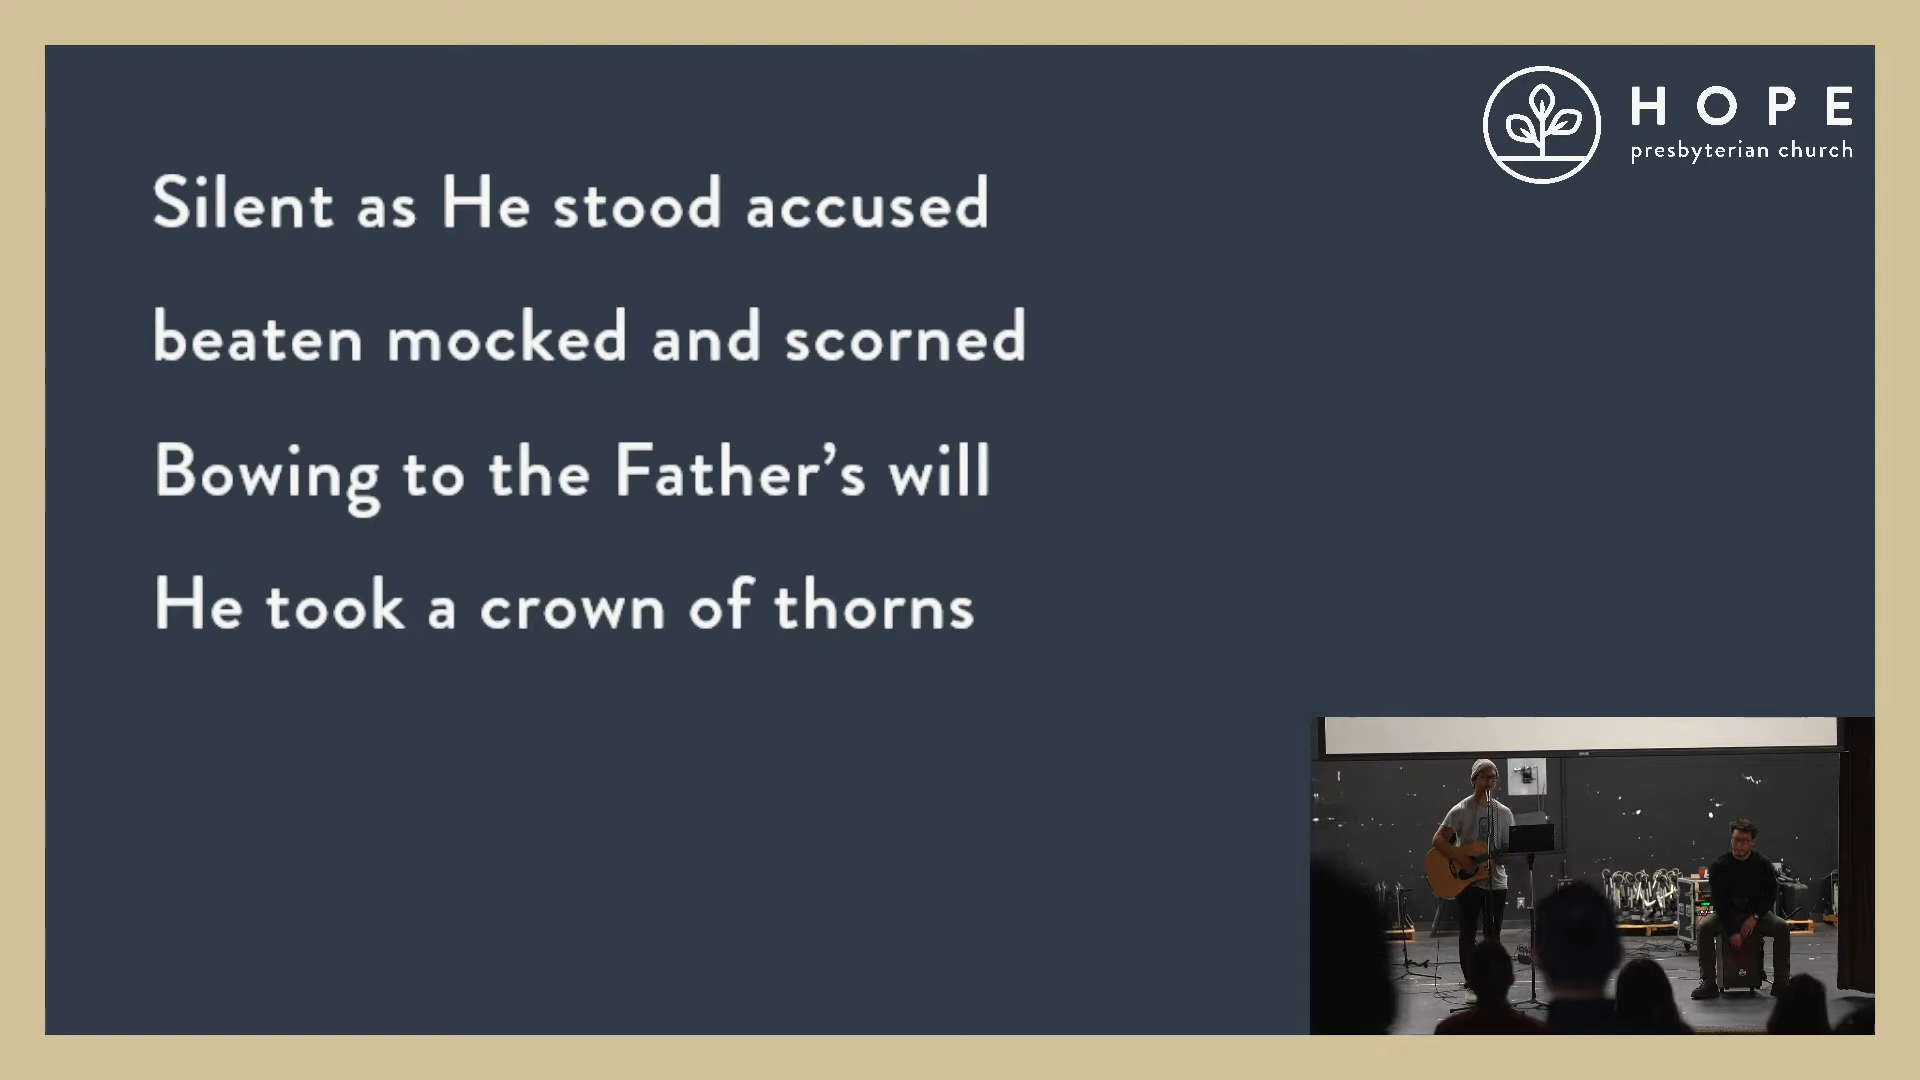 HOPE
presbyterian church
Silent as He stood accused
beaten mocked and scorned
Bowing to the Father’s will
He took a crown of thorns